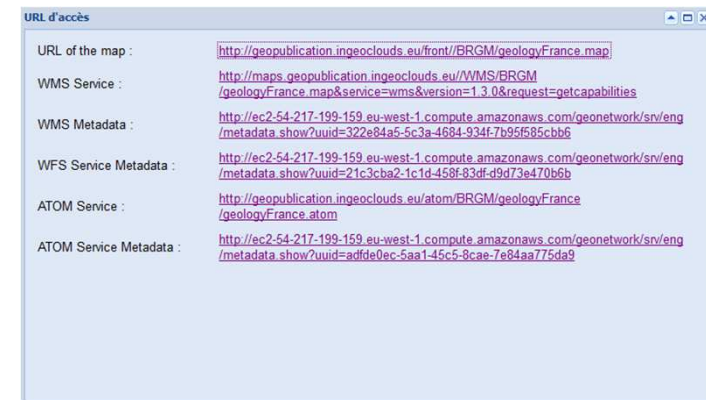 URL d'accès
URL of the map : http://geopublication.ingeoclouds.eu/front//BRGM/geologyFrance.map
WMS Service : http://maps.geopublication.ingeoclouds.eu//WMS/BRGM
/geologyFrance.map&service=wms&version=1.3.0&request=getcapabilities
WMS Metadata : http://ec2-54-217-199-159.eu-west-1.compute.amazonaws.com/geonetwork/srv/eng
/metadata.show?uuid=322e84a5-5c3a-4684-934f-7b95f585cbb6
WFS Service Metadata : http://ec2-54-217-199-159.eu-west-1.compute.amazonaws.com/geonetwork/srv/eng
/metadata.show?uuid=21c3cba2-1c1d-458f-83df-d9d73e470b6b
ATOM Service : http://geopublication.ingeoclouds.eu/atom/BRGM/geologyFrance
/geologyFrance.atom
ATOM Service Metadata : http://ec2-54-217-199-159.eu-west-1.compute.amazonaws.com/geonetwork/srv/eng
/metadata.show?uuid=adfde0ec-5aa1-45c5-8cae-7e84aa775da9